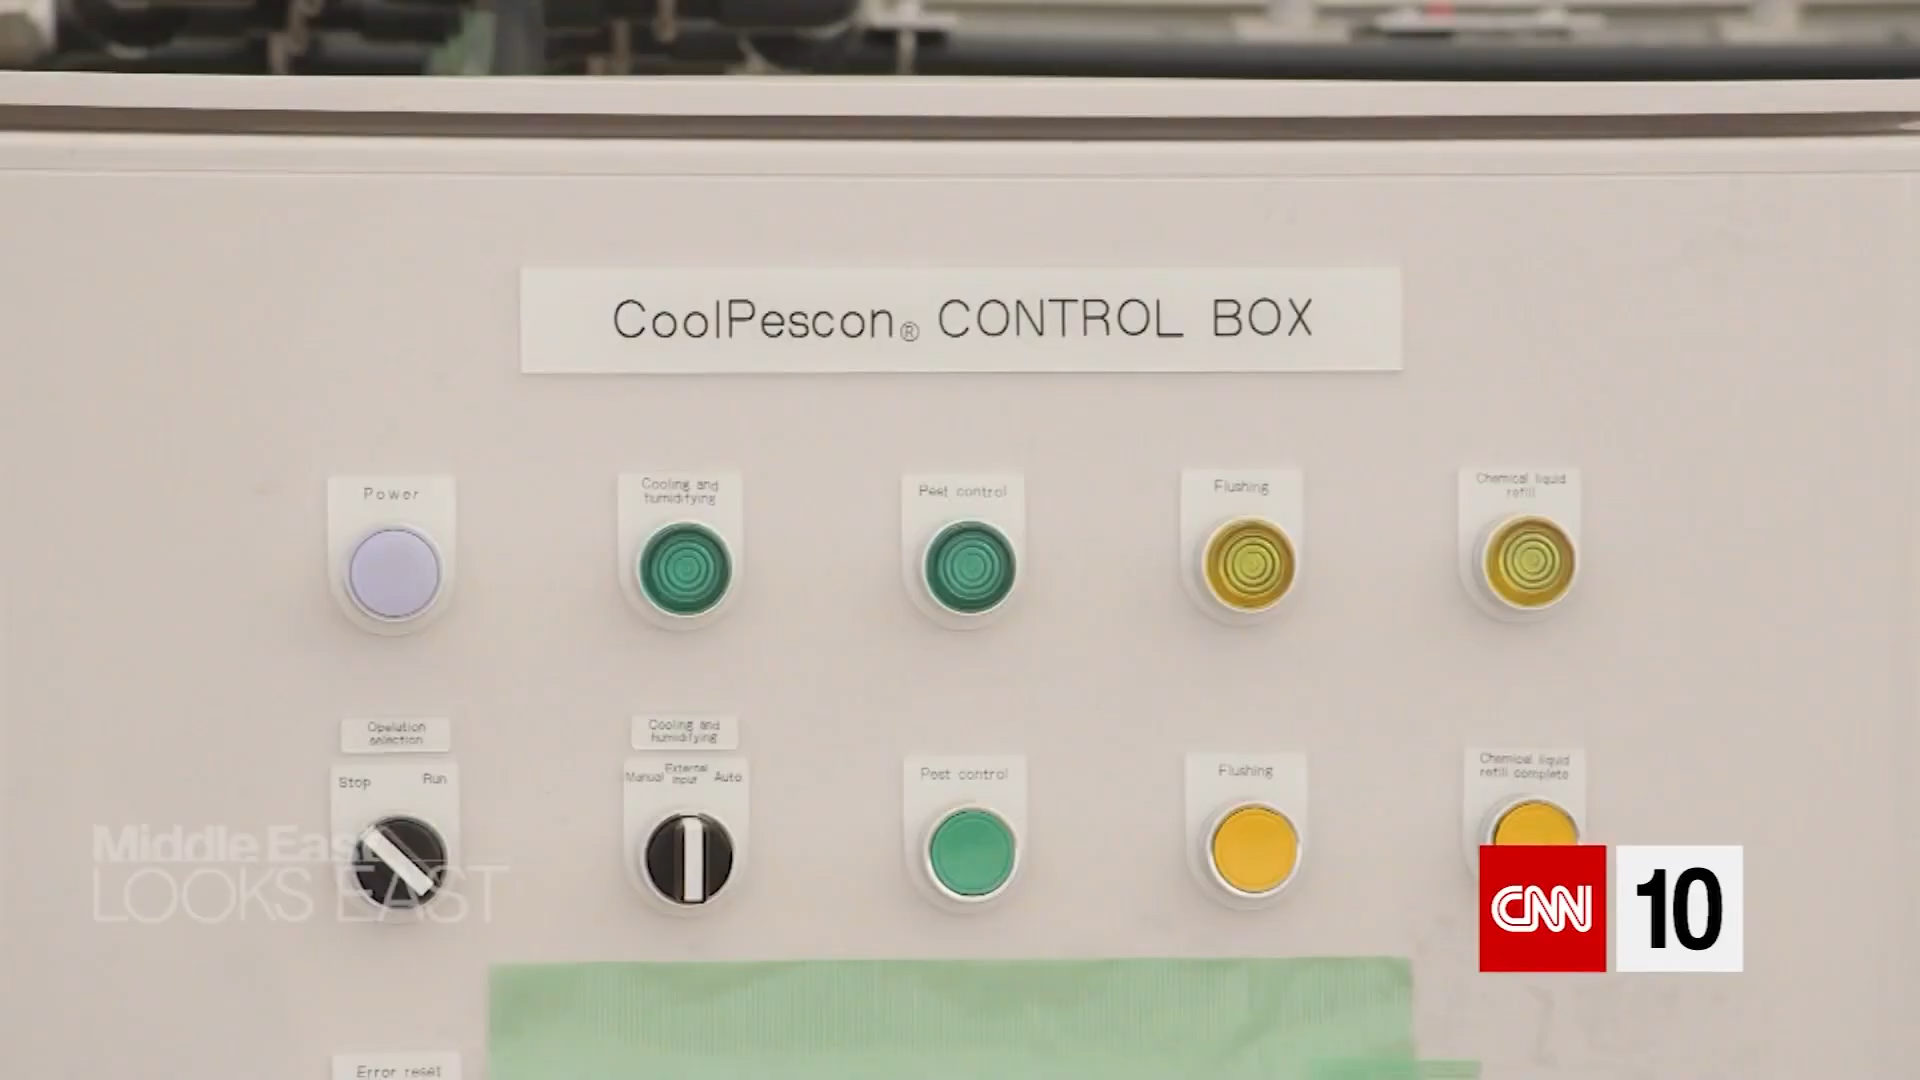 CoolPescon® CONTROL BOX
Power
Cooling and
humidifying
Pest control
Flushing
Chemical liquid
refill
Opelution
selection
Stop
Run
Cooling and
humidifying
Manual
External
input
Auto
Pest control
Flushing
Chemical liquid
refill complete
Middle East
LOOKS EAST
CNN 10
Error reset